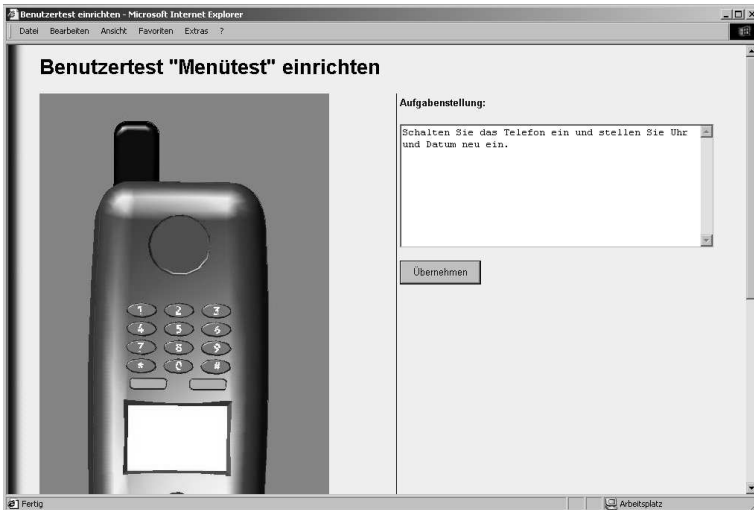 Benutzertest einrichten - Microsoft Internet Explorer
Datei Bearbeiten Ansicht Favoriten Extras ?
Benutzertest "Menütest" einrichten
Aufgabenstellung:
Schalten Sie das Telefon ein und stellen Sie Uhr
und Datum neu ein.
Übernehmen
1 2 3
4 5 6
7 8 9
* 0 #
Fertig
Arbeitsplatz